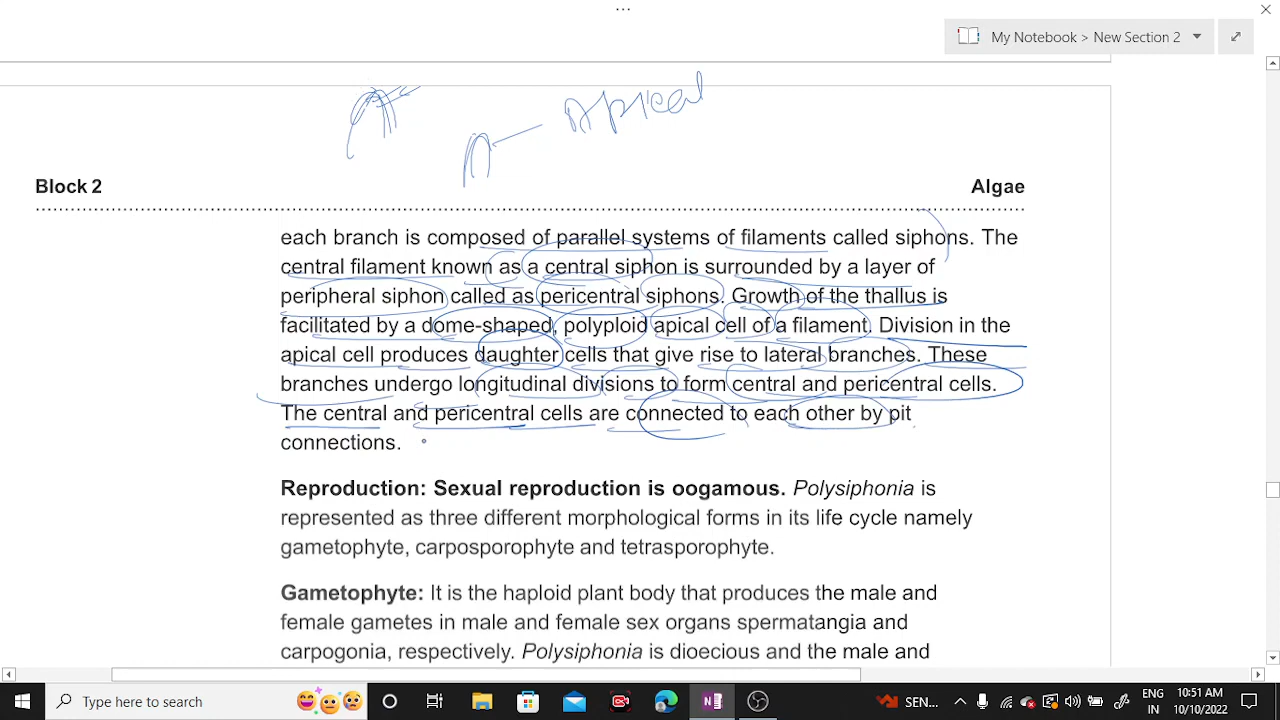 ...
My Notebook > New Section 2
Apical
Block 2 Algae
each branch is composed of parallel systems of filaments called siphons. The
central filament known as a central siphon is surrounded by a layer of
peripheral siphon called as pericentral siphons. Growth of the thallus is
facilitated by a dome-shaped, polyploid apical cell of a filament. Division in the
apical cell produces daughter cells that give rise to lateral branches. These
branches undergo longitudinal divisions to form central and pericentral cells.
The central and pericentral cells are connected to each other by pit
connections.
Reproduction: Sexual reproduction is oogamous. Polysiphonia is
represented as three different morphological forms in its life cycle namely
gametophyte, carposporophyte and tetrasporophyte.
Gametophyte: It is the haploid plant body that produces the male and
female gametes in male and female sex organs spermatangia and
carpogonia, respectively. Polysiphonia is dioecious and the male and
Type here to search
SEN...
ENG
IN
10:51 AM
10/10/2022